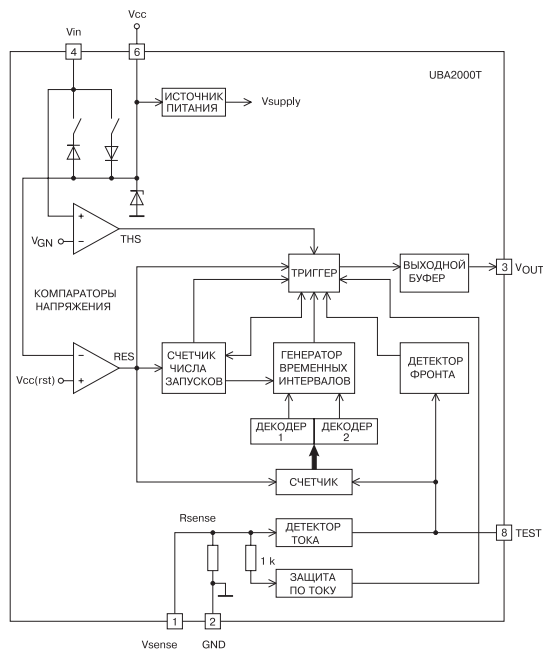 Vcc
Vin
4
6
UBA2000T
ИСТОЧНИК
ПИТАНИЯ
Vsupply
+
−
VGN
THS
ТРИГГЕР
ВЫХОДНОЙ
БУФЕР
3
VOUT
КОМПАРАТОРЫ
НАПРЯЖЕНИЯ
−
+
Vcc(rst)
RES
СЧЕТЧИК
ЧИСЛА
ЗАПУСКОВ
ГЕНЕРАТОР
ВРЕМЕННЫХ
ИНТЕРВАЛОВ
ДЕТЕКТОР
ФРОНТА
ДЕКОДЕР
1
ДЕКОДЕР
2
СЧЕТЧИК
Rsense
ДЕТЕКТОР
ТОКА
8
TEST
1 k
ЗАЩИТА
ПО ТОКУ
1
2
Vsense
GND